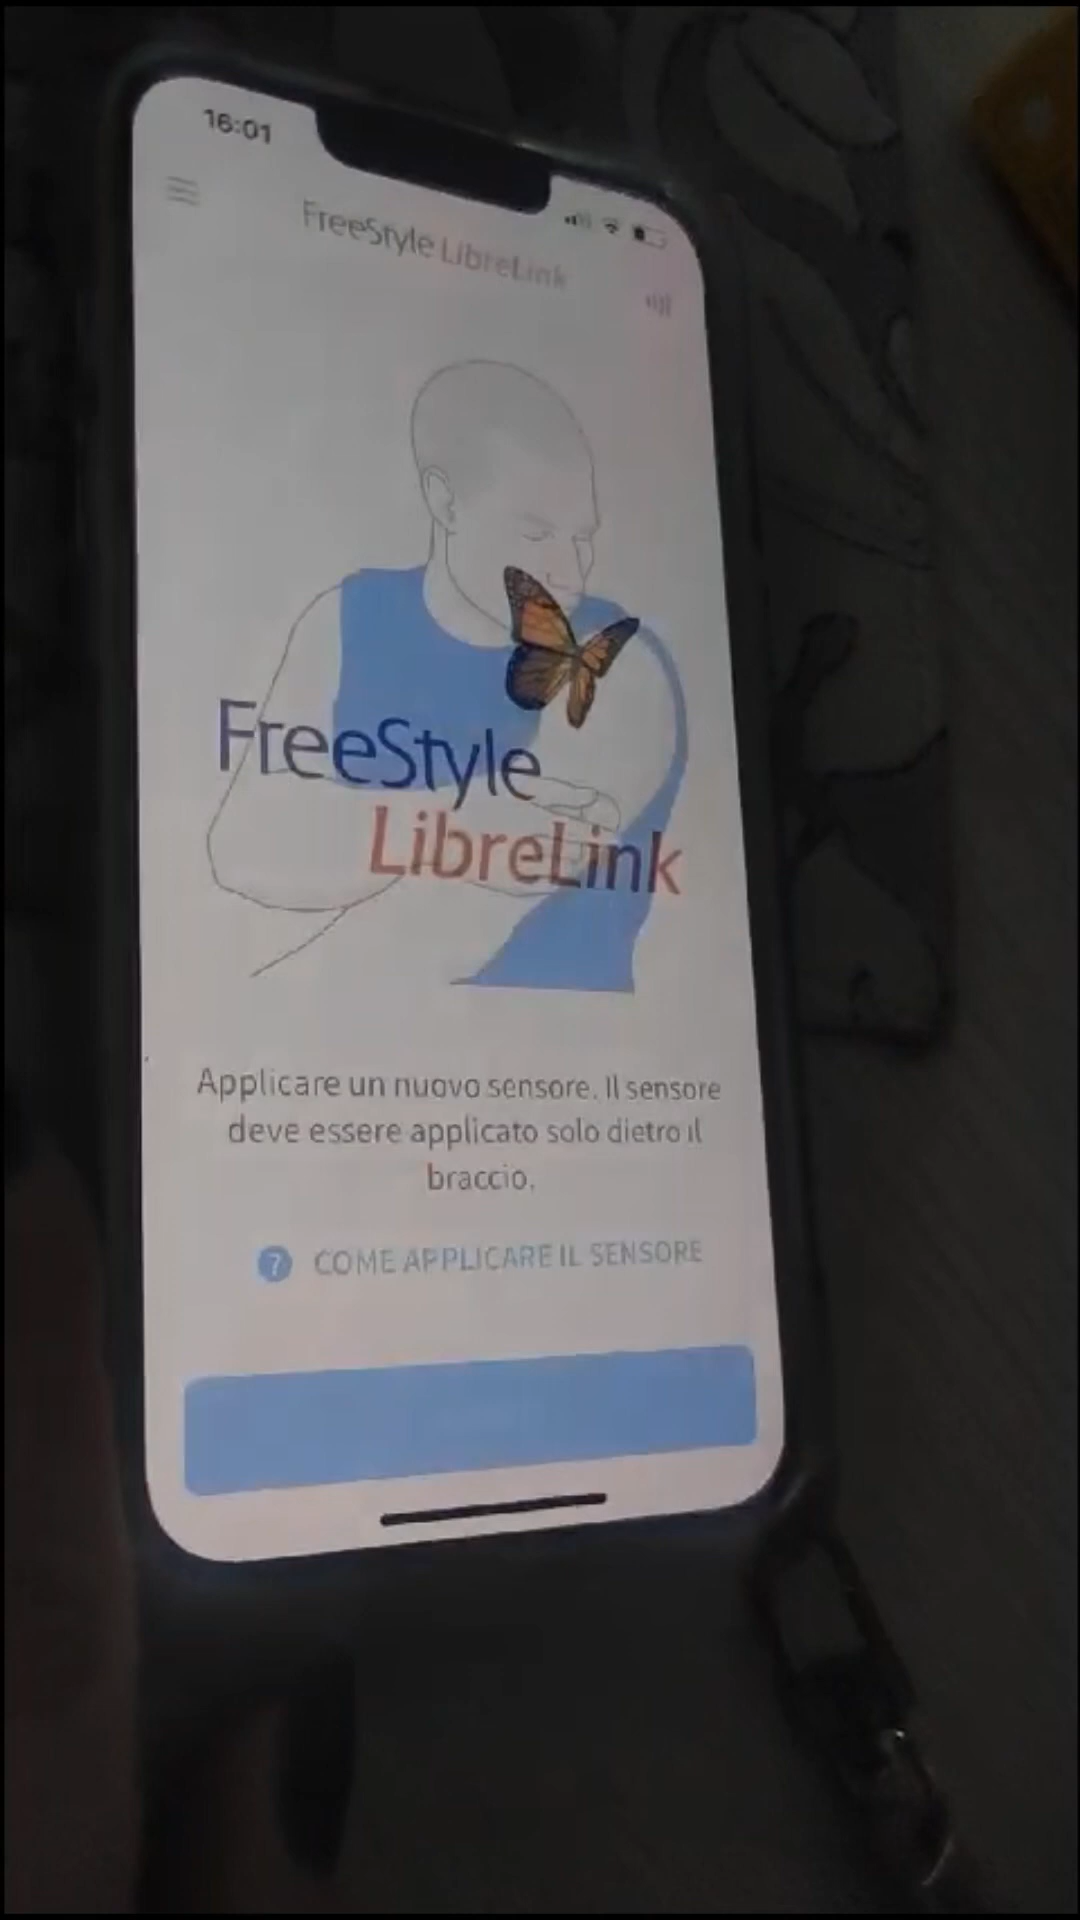 16:01
FreeStyle LibreLink
FreeStyle
LibreLink
Applicare un nuovo sensore. Il sensore
deve essere applicato solo dietro il
braccio.
? COME APPLICARE IL SENSORE